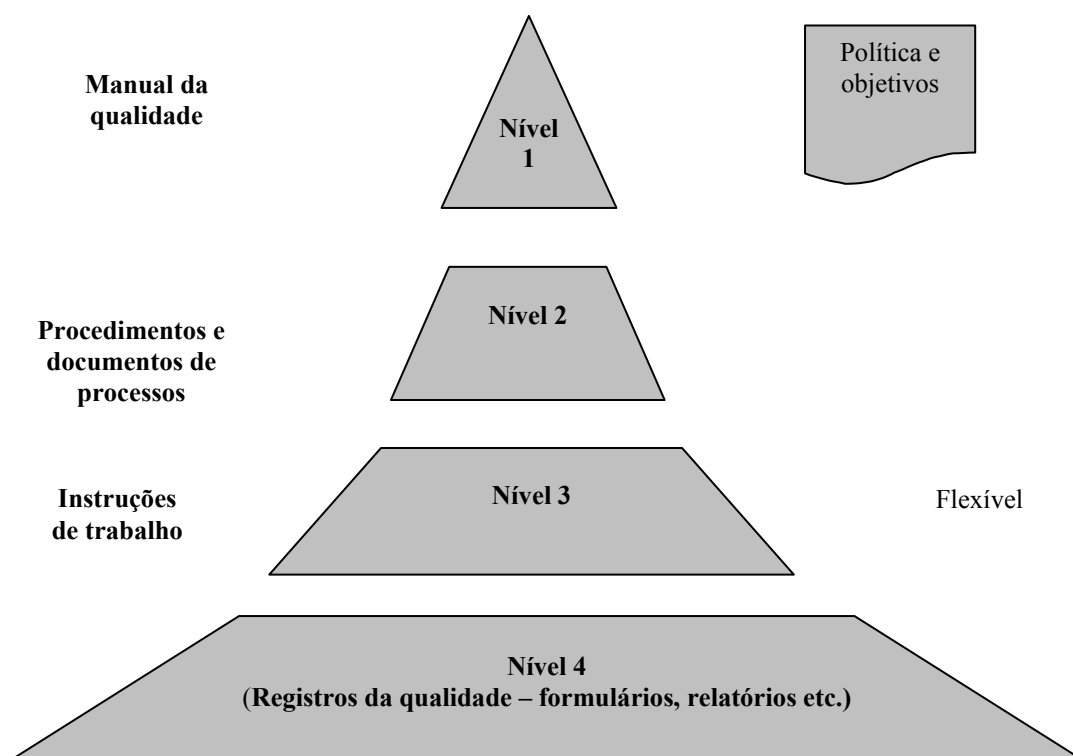 Manual da
qualidade
Nível
1
Política e
objetivos
Procedimentos e
documentos de
processos
Nível 2
Instruções
de trabalho
Nível 3
Flexível
Nível 4
(Registros da qualidade – formulários, relatórios etc.)